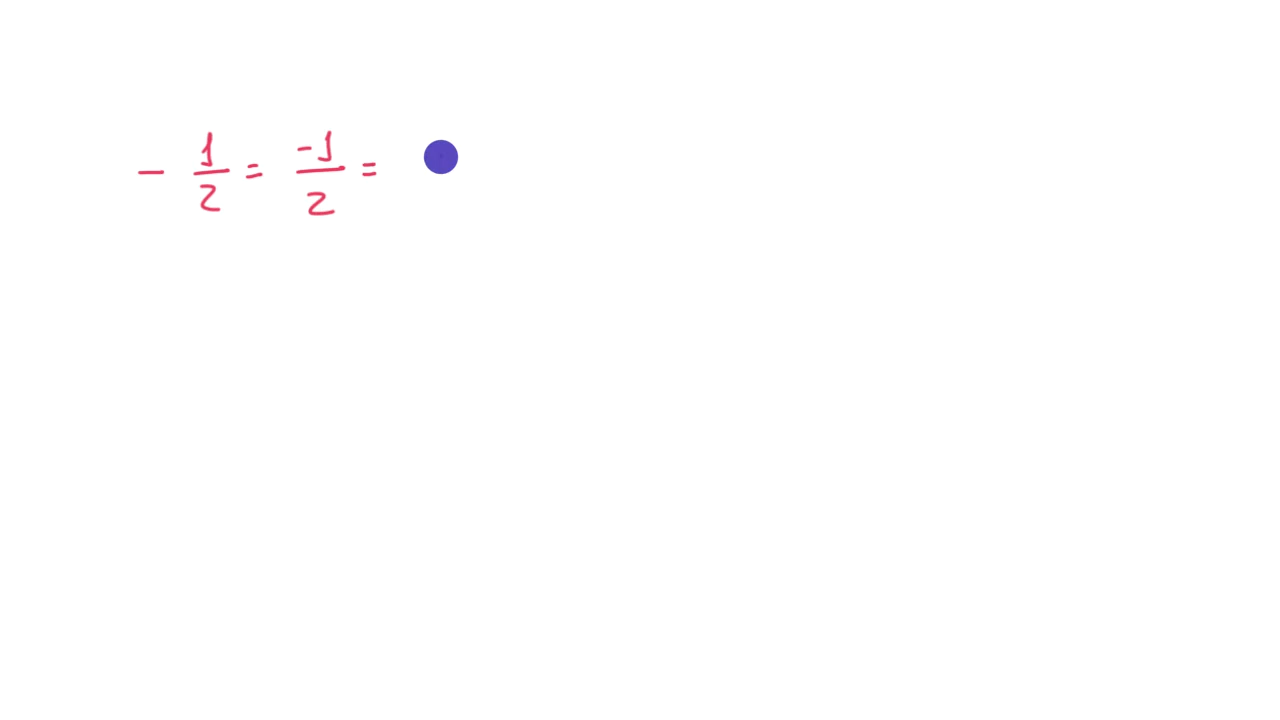 - 1/2 = -1/2 =